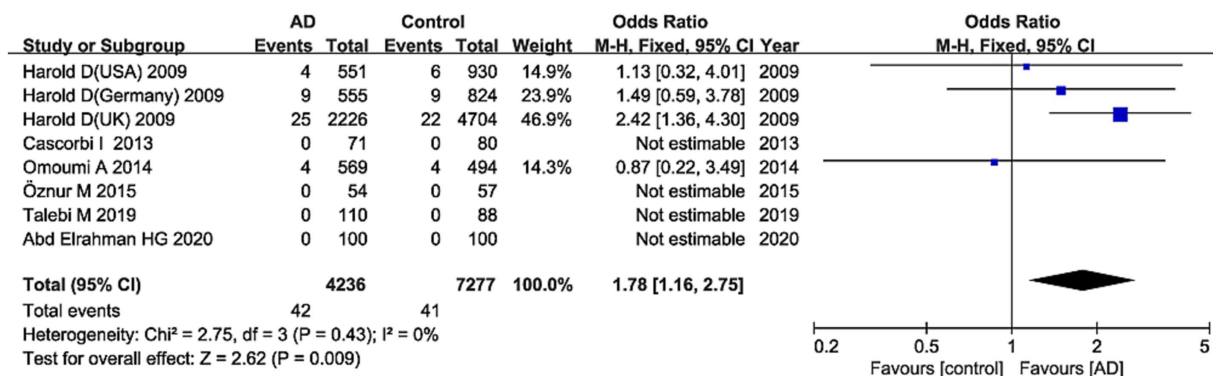 AD Control Odds Ratio Odds Ratio
Study or Subgroup Events Total Events Total Weight M-H, Fixed, 95% CI Year M-H, Fixed, 95% CI
Harold D(USA) 2009 4 551 6 930 14.9% 1.13 [0.32, 4.01] 2009
Harold D(Germany) 2009 9 555 9 824 23.9% 1.49 [0.59, 3.78] 2009
Harold D(UK) 2009 25 2226 22 4704 46.9% 2.42 [1.36, 4.30] 2009
Cascorbi I 2013 0 71 0 80 Not estimable 2013
Omoumi A 2014 4 569 4 494 14.3% 0.87 [0.22, 3.49] 2014
Öznur M 2015 0 54 0 57 Not estimable 2015
Talebi M 2019 0 110 0 88 Not estimable 2019
Abd Elrahman HG 2020 0 100 0 100 Not estimable 2020
Total (95% CI) 4236 7277 100.0% 1.78 [1.16, 2.75]
Total events 42 41
Heterogeneity: Chi² = 2.75, df = 3 (P = 0.43); I² = 0%
Test for overall effect: Z = 2.62 (P = 0.009)
0.2 1 2 5
Favours [control] Favours [AD]